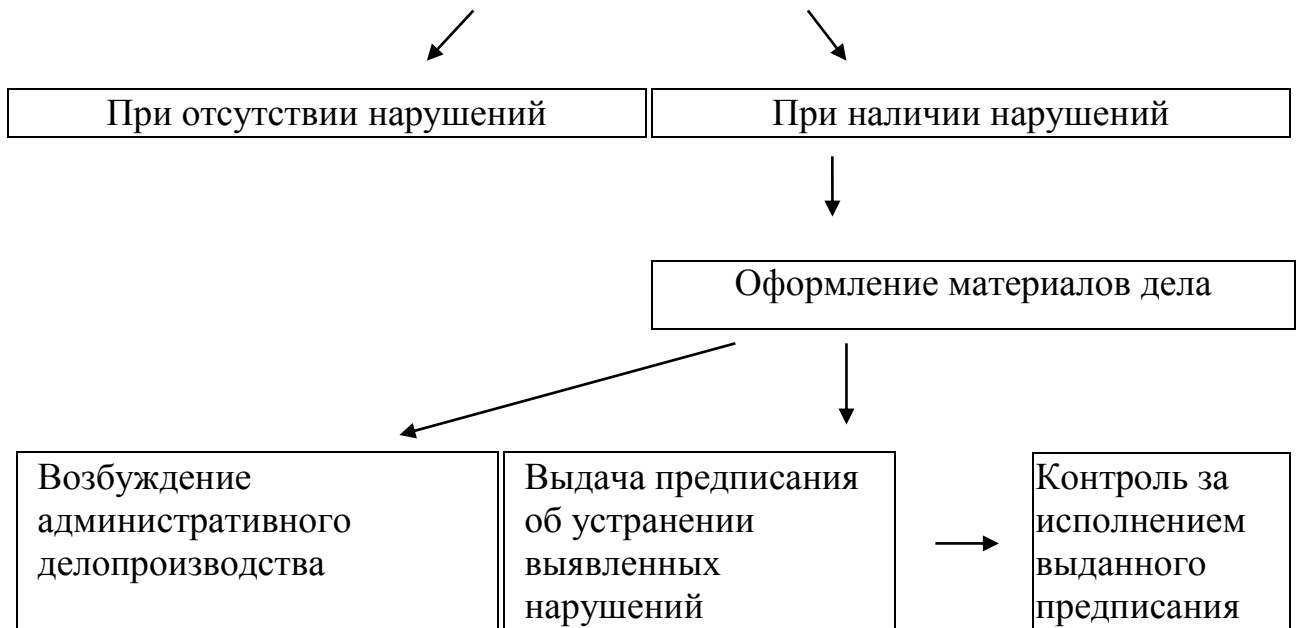 При отсутствии нарушений
При наличии нарушений
Оформление материалов дела
Возбуждение
административного
делопроизводства
Выдача предписания
об устранении
выявленных
нарушений
Контроль за
исполнением
выданного
предписания